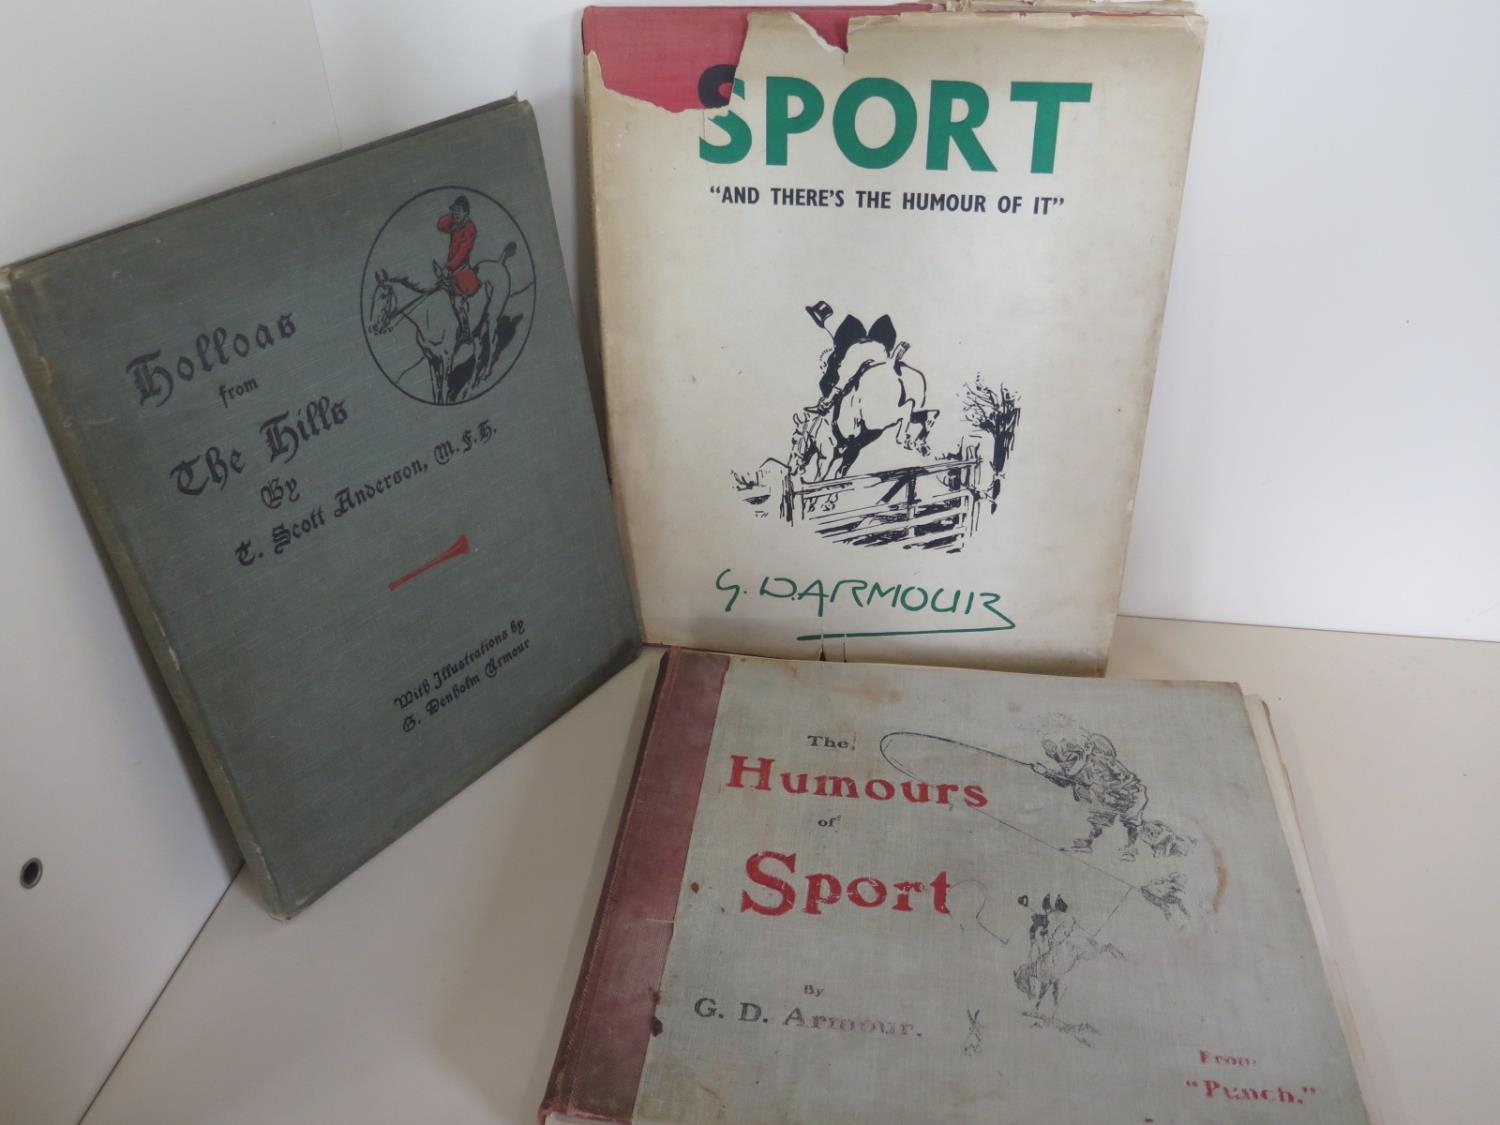 Holloas
from
The Hills
By
T. Scott Anderson, M.F.H.
With Illustrations by
G. Denholm Armour
SPORT
“AND THERE'S THE HUMOUR OF IT”
G. D. ARMOUR
The
Humours
of
Sport
By
G. D. Armour.
From
“Punch.”